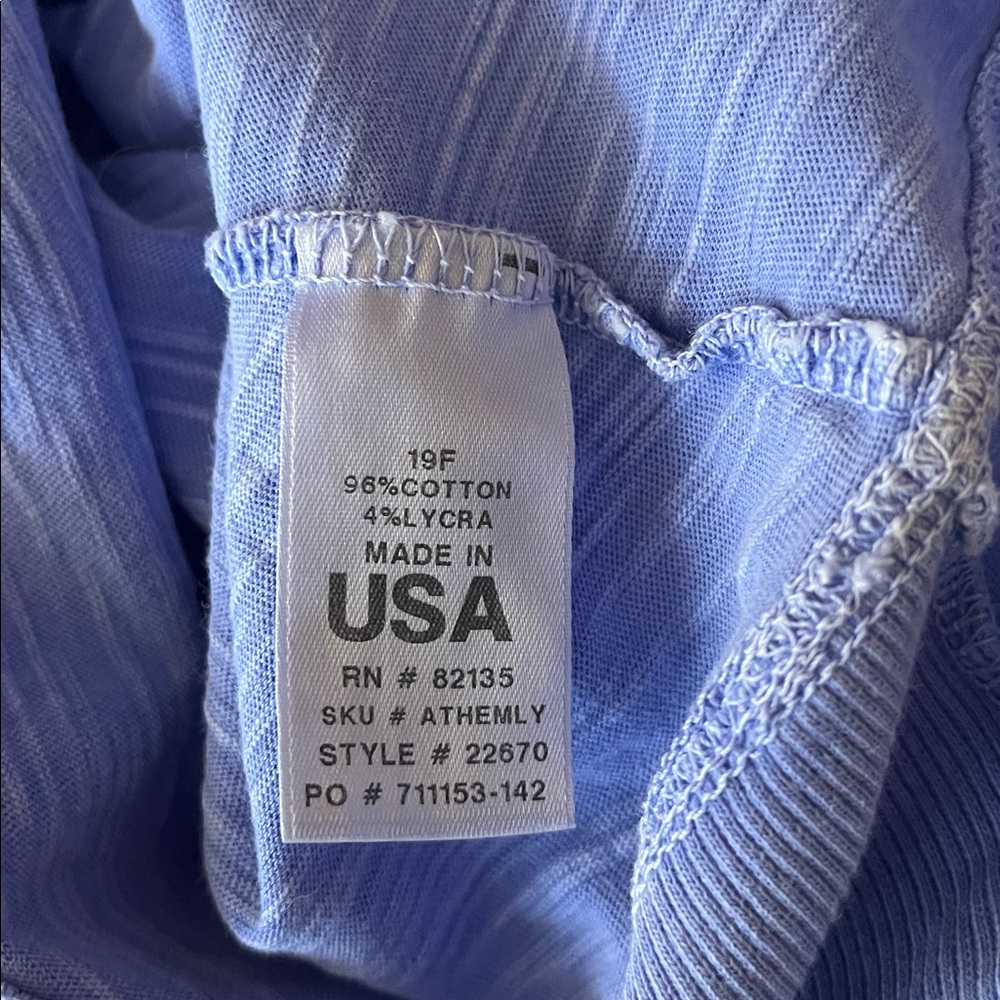 19F
96%COTTON
4%LYCRA
MADE IN
USA
RN # 82135
SKU # ATHEMLY
STYLE # 22670
PO # 711153-142